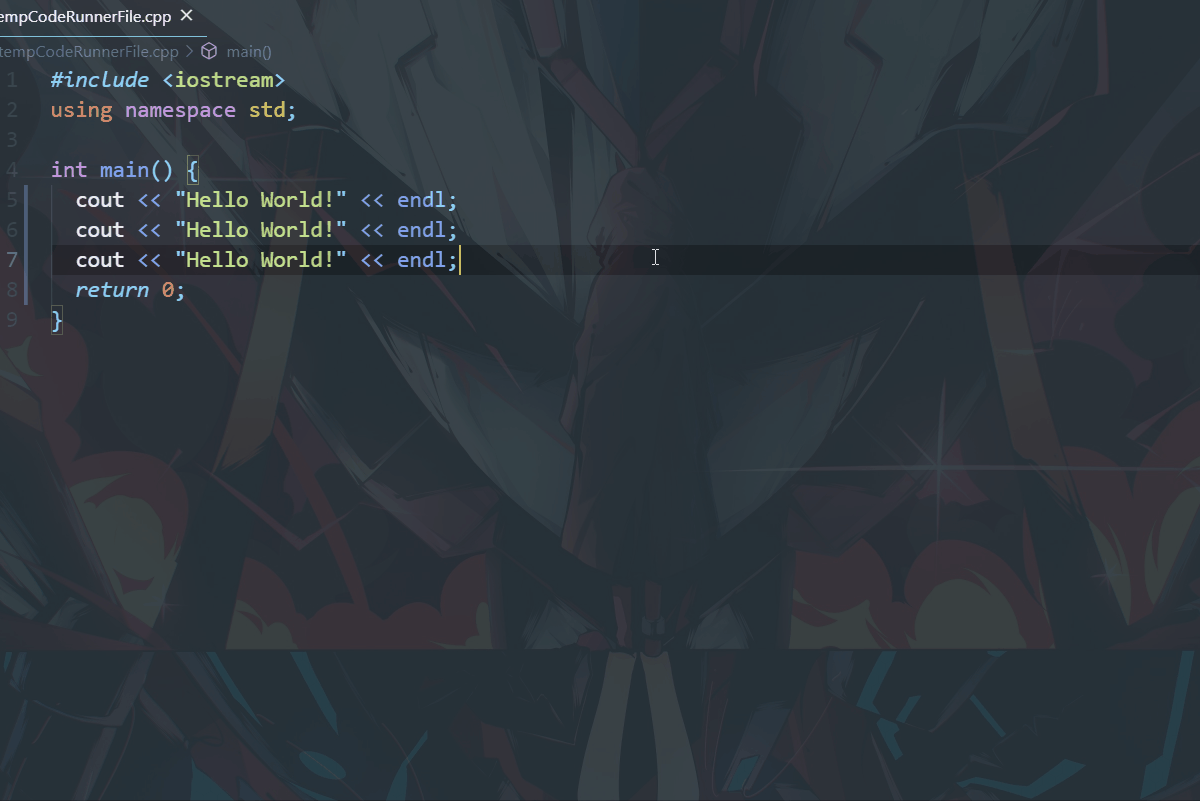 empCodeRunnerFile.cpp ✕
tempCodeRunnerFile.cpp > main()
1 #include <iostream>
2 using namespace std;
3
4 int main() {
5 cout << "Hello World!" << endl;
6 cout << "Hello World!" << endl;
7 cout << "Hello World!" << endl;
8 return 0;
9 }